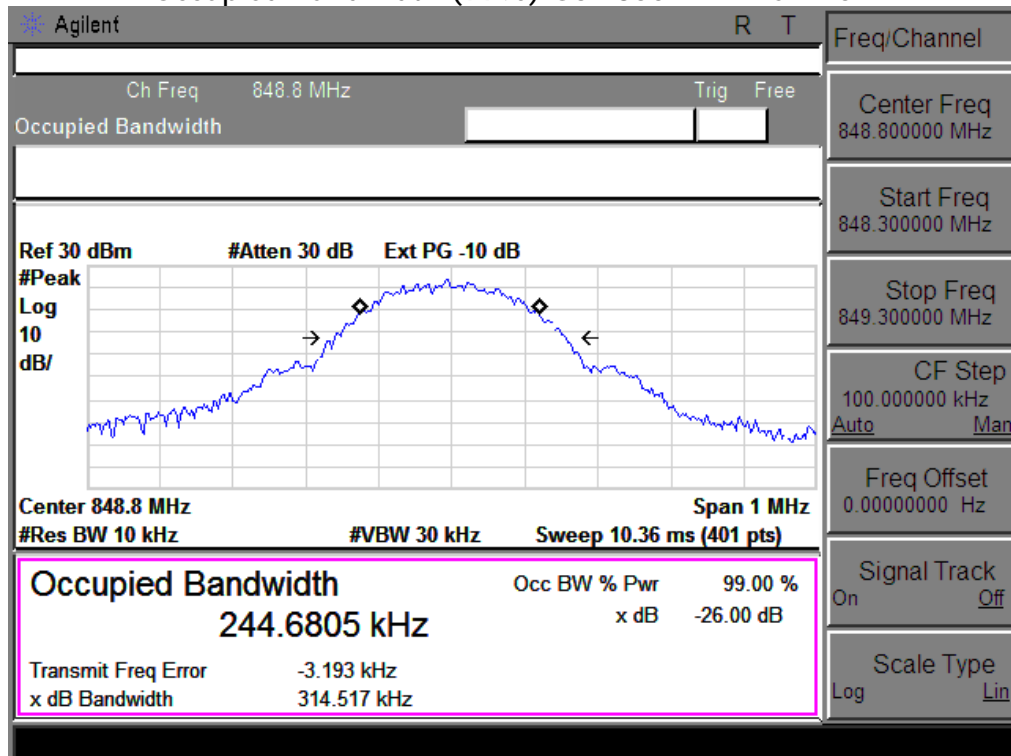 Agilent R T
Ch Freq 848.8 MHz Trig Free
Occupied Bandwidth
Ref 30 dBm #Atten 30 dB Ext PG -10 dB
#Peak
Log
10
dB/
Center 848.8 MHz Span 1 MHz
#Res BW 10 kHz #VBW 30 kHz Sweep 10.36 ms (401 pts)
Occupied Bandwidth Occ BW % Pwr 99.00 %
244.6805 kHz x dB -26.00 dB
Transmit Freq Error -3.193 kHz
x dB Bandwidth 314.517 kHz
Freq/Channel
Center Freq
848.800000 MHz
Start Freq
848.300000 MHz
Stop Freq
849.300000 MHz
CF Step
100.000000 kHz
Auto Man
Freq Offset
0.00000000 Hz
Signal Track
On Off
Scale Type
Log Lin